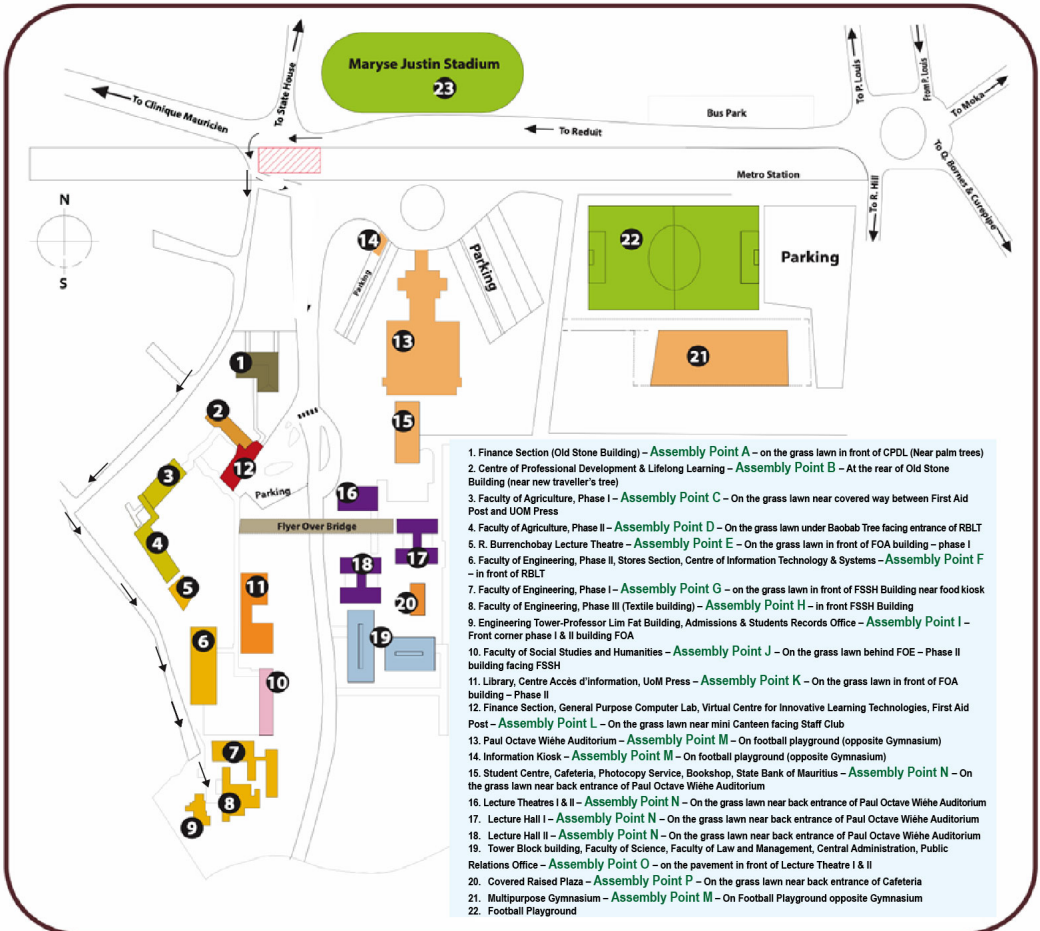 Maryse Justin Stadium
23
To State House
To Clinique Mauricien
To Reduit
Bus Park
To P. Louis
From P. Louis
To Moka
To Q. Bornes & Curepipe
To R. Hill
Metro Station
N
S
14
Parking
Parking
22
Parking
13
21
1
2
15
12
3
Parking
16
Flyer Over Bridge
4
17
18
5
11
20
6
19
10
7
8
9
1. Finance Section (Old Stone Building) – Assembly Point A – on the grass lawn in front of CPDL (Near palm trees)
2. Centre of Professional Development & Lifelong Learning – Assembly Point B – At the rear of Old Stone
Building (near new traveller's tree)
3. Faculty of Agriculture, Phase I – Assembly Point C – On the grass lawn near covered way between First Aid
Post and UOM Press
4. Faculty of Agriculture, Phase II – Assembly Point D – On the grass lawn under Baobab Tree facing entrance of RBLT
5. R. Burrenchobay Lecture Theatre – Assembly Point E – On the grass lawn in front of FOA building – phase I
6. Faculty of Engineering, Phase II, Stores Section, Centre of Information Technology & Systems – Assembly Point F
– in front of RBLT
7. Faculty of Engineering, Phase I – Assembly Point G – on the grass lawn in front of FSSH Building near food kiosk
8. Faculty of Engineering, Phase III (Textile building) – Assembly Point H – in front FSSH Building
9. Engineering Tower-Professor Lim Fat Building, Admissions & Students Records Office – Assembly Point I –
Front corner phase I & II building FOA
10. Faculty of Social Studies and Humanities – Assembly Point J – On the grass lawn behind FOE – Phase II
building facing FSSH
11. Library, Centre Accès d'information, UoM Press – Assembly Point K – On the grass lawn in front of FOA
building – Phase II
12. Finance Section, General Purpose Computer Lab, Virtual Centre for Innovative Learning Technologies, First Aid
Post – Assembly Point L – On the grass lawn near mini Canteen facing Staff Club
13. Paul Octave Wiéhe Auditorium – Assembly Point M – On football playground (opposite Gymnasium)
14. Information Kiosk – Assembly Point M – On football playground (opposite Gymnasium)
15. Student Centre, Cafeteria, Photocopy Service, Bookshop, State Bank of Mauritius – Assembly Point N – On
the grass lawn near back entrance of Paul Octave Wiéhe Auditorium
16. Lecture Theatres I & II – Assembly Point N – On the grass lawn near back entrance of Paul Octave Wiéhe Auditorium
17. Lecture Hall I – Assembly Point N – On the grass lawn near back entrance of Paul Octave Wiéhe Auditorium
18. Lecture Hall II – Assembly Point N – On the grass lawn near back entrance of Paul Octave Wiéhe Auditorium
19. Tower Block building, Faculty of Science, Faculty of Law and Management, Central Administration, Public
Relations Office – Assembly Point O – on the pavement in front of Lecture Theatre I & II
20. Covered Raised Plaza – Assembly Point P – On the grass lawn near back entrance of Cafeteria
21. Multipurpose Gymnasium – Assembly Point M – On Football Playground opposite Gymnasium
22. Football Playground